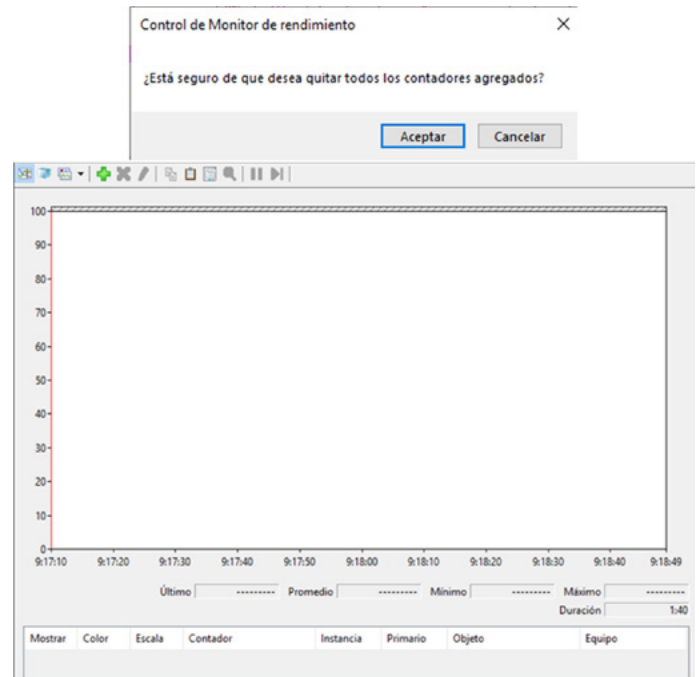 Control de Monitor de rendimiento
¿Está seguro de que desea quitar todos los contadores agregados?
Aceptar Cancelar
100
90
80
70
60
50
40
30
20
10
0
9:17:10 9:17:20 9:17:30 9:17:40 9:17:50 9:18:00 9:18:10 9:18:20 9:18:30 9:18:40 9:18:49
Último --------- Promedio --------- Mínimo --------- Máximo ---------
Duración 1:40
Mostrar Color Escala Contador Instancia Primario Objeto Equipo